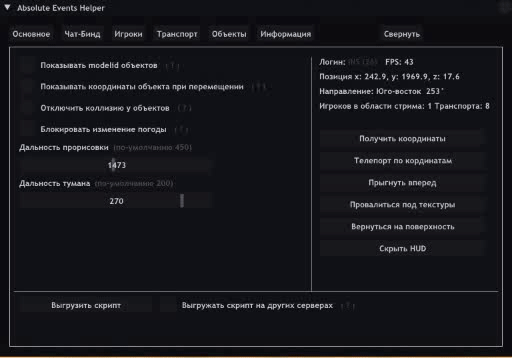 Absolute Events Helper
Основное Чат-Бинд Игроки Транспорт Объекты Информация Свернуть
Показывать modelid объектов ( ? )
Показывать координаты объекта при перемещении ( ? )
Отключить коллизию у объектов ( ? )
Блокировать изменение погоды ( ? )
Дальность прорисовки (по-умолчанию 450)
1473
Дальность тумана (по-умолчанию 200)
270
Логин: FPS: 43
Позиция x: 242.9, y: 1969.9, z: 17.6
Направление: Юго-восток 253°
Игроков в области стрима: 1 Транспорта: 8
Получить координаты
Телепорт по кординатам
Прыгнуть вперед
Провалиться под текстуры
Вернуться на поверхность
Скрыть HUD
Выгрузить скрипт Выгружать скрипт на других серверах ( ? )